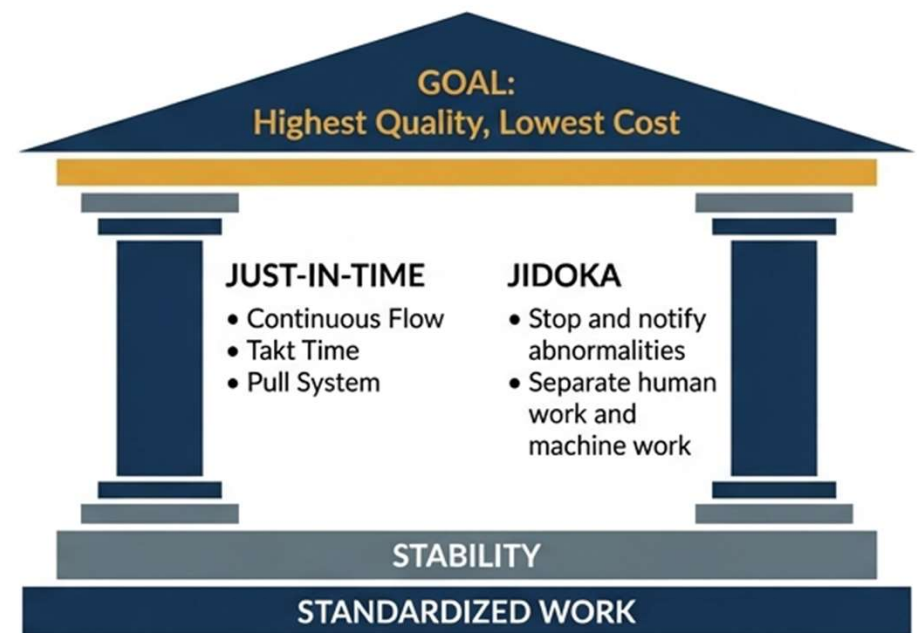 GOAL:
Highest Quality, Lowest Cost
JUST-IN-TIME
• Continuous Flow
• Takt Time
• Pull System
JIDOKA
• Stop and notify
abnormalities
• Separate human
work and
machine work
STABILITY
STANDARDIZED WORK